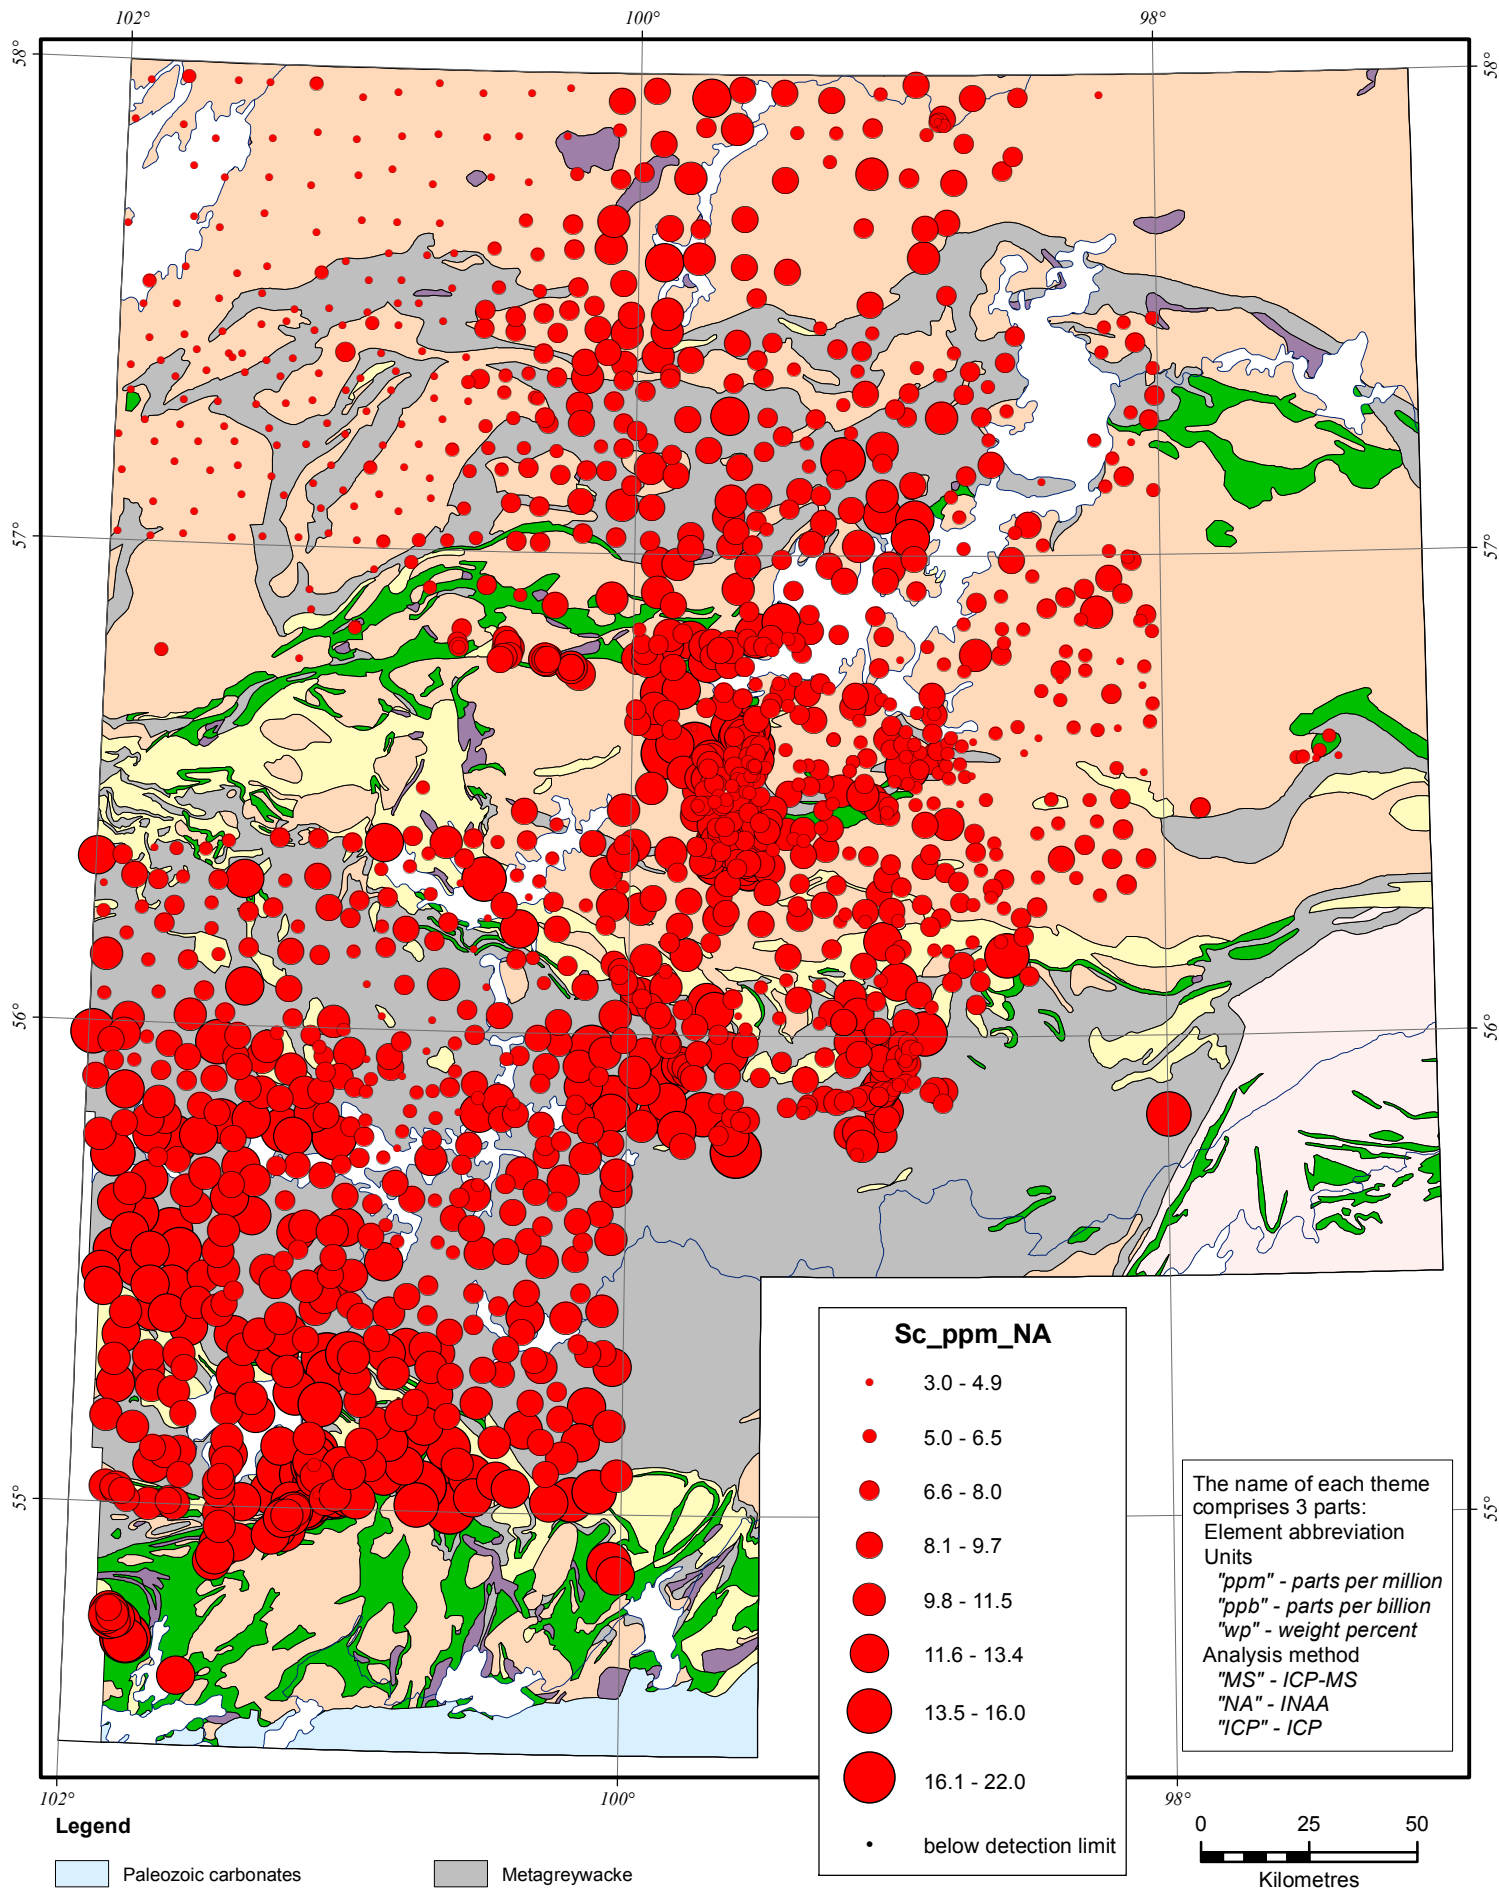 102° 100° 98°
58° 58°
57° 57°
56° 56°
55° 55°
Sc_ppm_NA
3.0 - 4.9
5.0 - 6.5
6.6 - 8.0
8.1 - 9.7
9.8 - 11.5
11.6 - 13.4
13.5 - 16.0
16.1 - 22.0
below detection limit
The name of each theme
comprises 3 parts:
Element abbreviation
Units
"ppm" - parts per million
"ppb" - parts per billion
"wp" - weight percent
Analysis method
"MS" - ICP-MS
"NA" - INAA
"ICP" - ICP
102° 100° 98°
Legend
Paleozoic carbonates
Metagreywacke
0 25 50
Kilometres